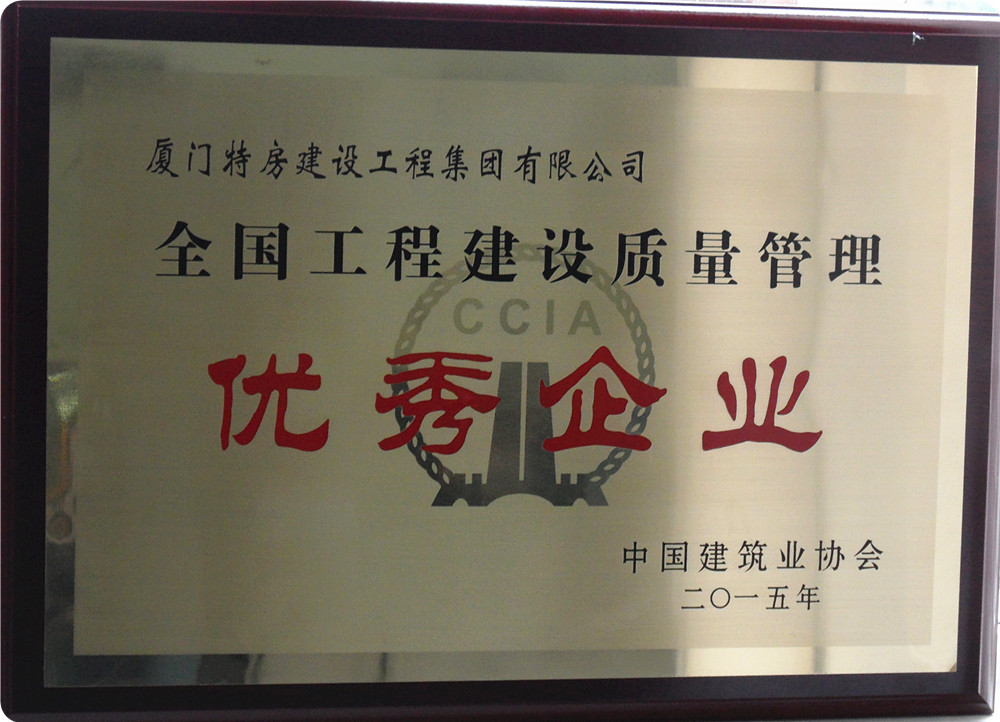 厦门特房建设工程集团有限公司
全国工程建设质量管理
CCIA
优秀企业
中国建筑业协会
二〇一五年